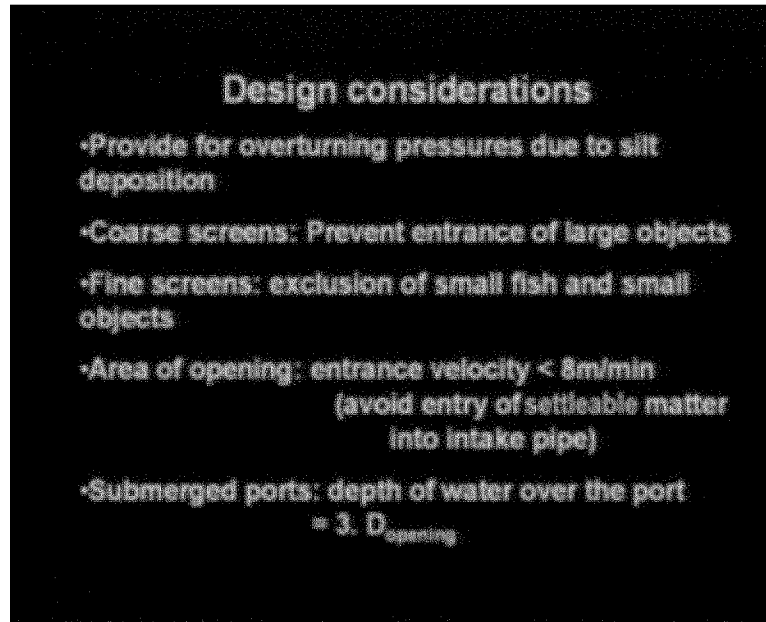 Design considerations
•Provide for overturning pressures due to silt
deposition
•Coarse screens: Prevent entrance of large objects
•Fine screens: exclusion of small fish and small
objects
•Area of opening: entrance velocity < 8m/min
(avoid entry of settleable matter
into intake pipe)
•Submerged ports: depth of water over the port
= 3. Dopening